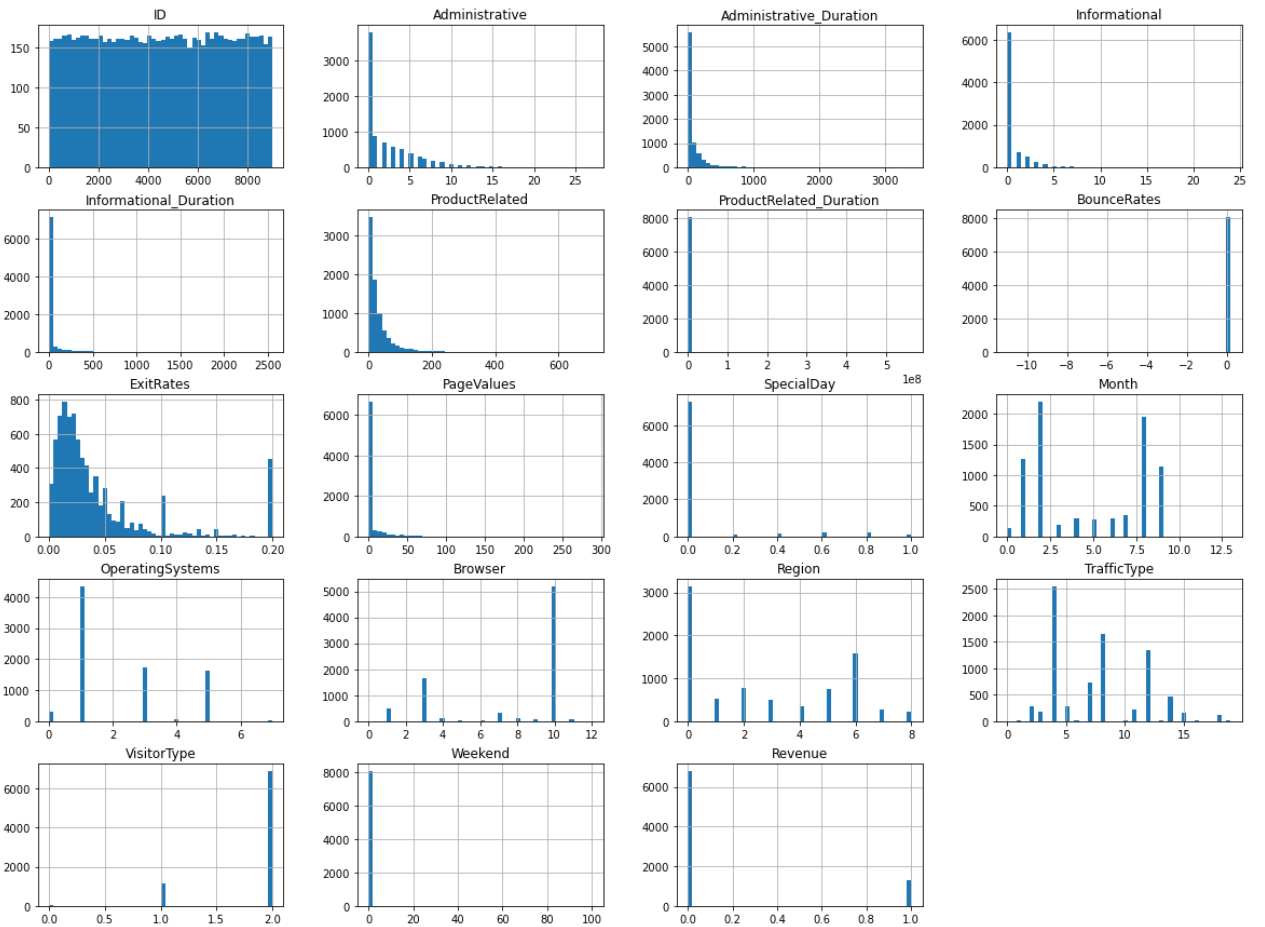 ID Administrative Administrative_Duration Informational
150 100 50 0
0 2000 4000 6000 8000
3000 2000 1000 0
0 5 10 15 20 25
5000 4000 3000 2000 1000 0
0 1000 2000 3000
6000 4000 2000 0
0 5 10 15 20 25
Informational_Duration ProductRelated ProductRelated_Duration BounceRates
6000 4000 2000 0
0 500 1000 1500 2000 2500
3000 2000 1000 0
0 200 400 600
8000 6000 4000 2000 0
0 1 2 3 4 5
1e8
8000 6000 4000 2000 0
−10 −8 −6 −4 −2 0
ExitRates PageValues SpecialDay Month
800 600 400 200 0
0.00 0.05 0.10 0.15 0.20
6000 4000 2000 0
0 50 100 150 200 250 300
6000 4000 2000 0
0.0 0.2 0.4 0.6 0.8 1.0
2000 1500 1000 500 0
0.0 2.5 5.0 7.5 10.0 12.5
OperatingSystems Browser Region TrafficType
4000 3000 2000 1000 0
0 2 4 6
5000 4000 3000 2000 1000 0
0 2 4 6 8 10 12
3000 2000 1000 0
0 2 4 6 8
2500 2000 1500 1000 500 0
0 5 10 15
VisitorType Weekend Revenue
6000 4000 2000 0
0.0 0.5 1.0 1.5 2.0
8000 6000 4000 2000 0
0 20 40 60 80 100
6000 4000 2000 0
0.0 0.2 0.4 0.6 0.8 1.0